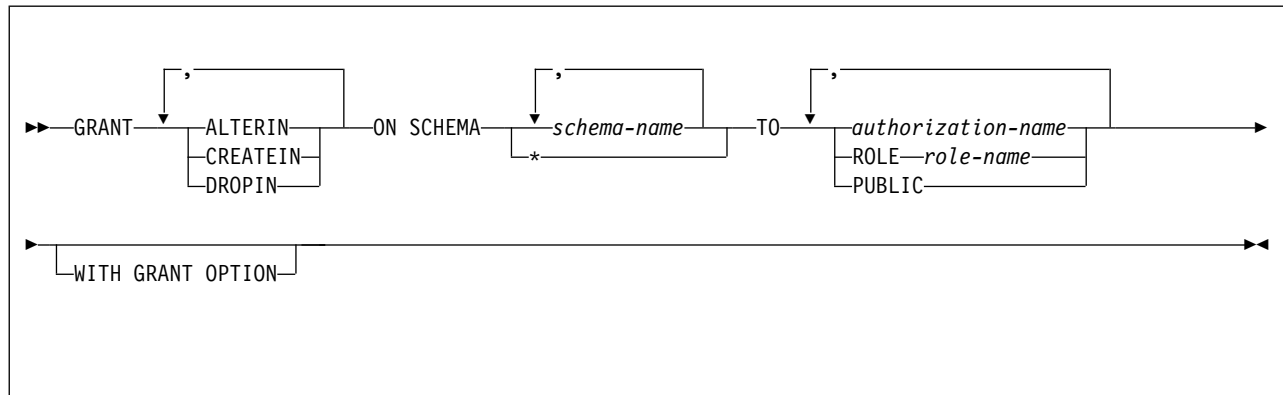 , , ,
GRANT ALTERIN ON SCHEMA schema-name TO authorization-name
CREATEIN * ROLE role-name
DROPIN PUBLIC
WITH GRANT OPTION